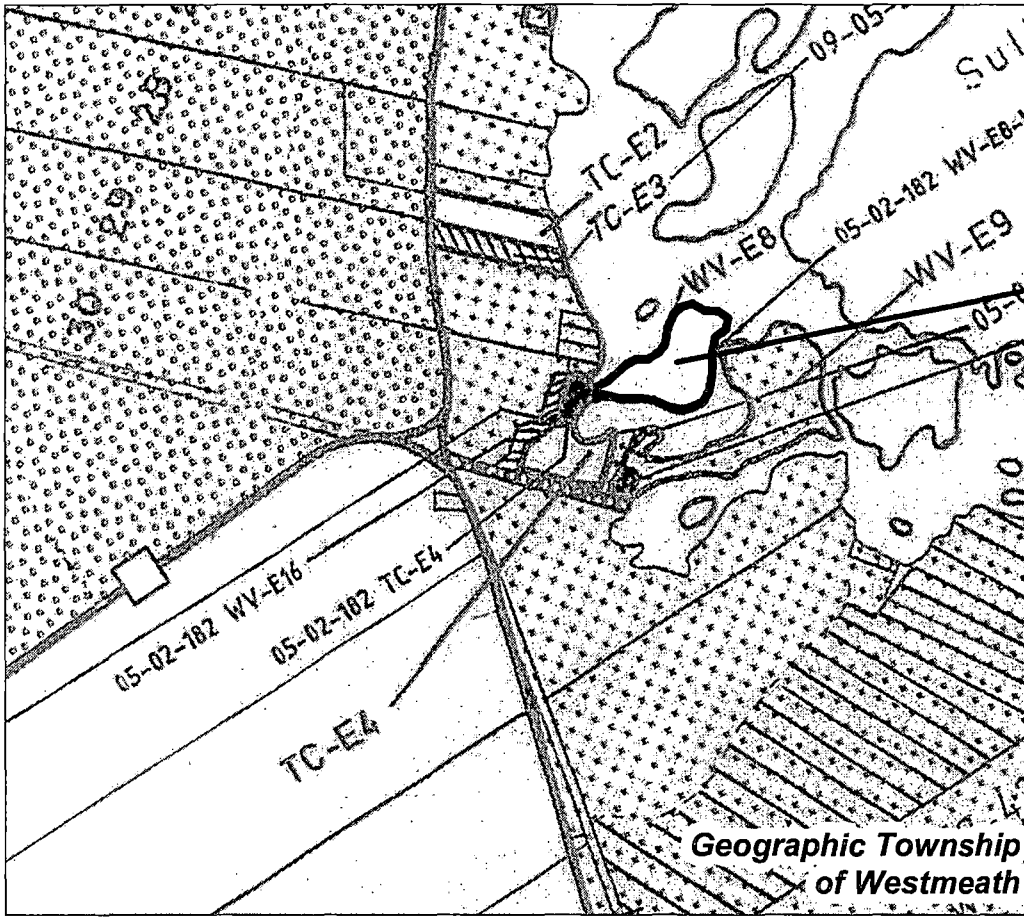 28
29
30
09-05-
Sul
TC-E2
TC-E3
05-02-182 WV-E8-
WV-E8
WV-E9
05-
05-02-182 WV-E16
05-02-182 TC-E4
TC-E4
Geographic Township
of Westmeath